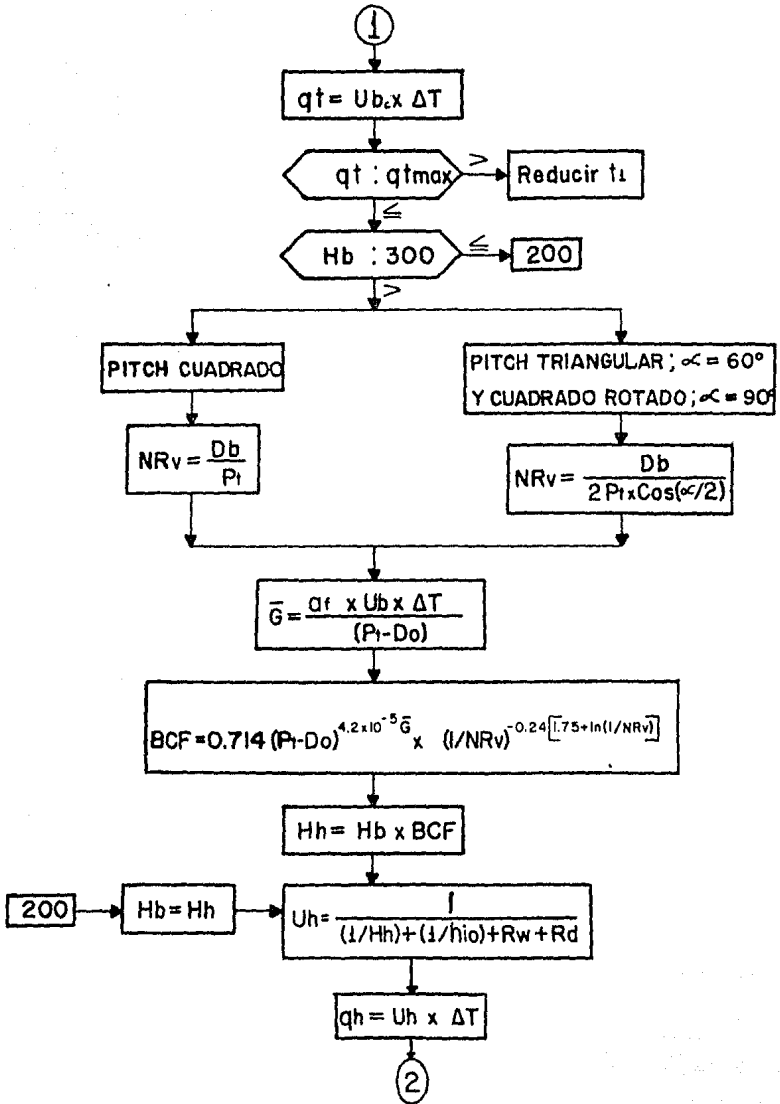 1
qt = Ub_c x ΔT
qt : qtmax
>
Reducir t1
≤
Hb : 300
≤
200
>
PITCH CUADRADO
PITCH TRIANGULAR; ∝ = 60°
Y CUADRADO ROTADO; ∝ = 90°
NRv = Db / Pt
NRv = Db / 2 Pt x Cos(∝/2)
G̅ = af x Ub x ΔT / (Pt-Do)
BCF = 0.714 (Pt-Do)^4.2x10^-5 G̅ x (1/NRv)^-0.24[1.75+ln(1/NRv)]
Hh = Hb x BCF
200
Hb = Hh
Uh = 1 / (1/Hh)+(1/hio)+Rw+Rd
qh = Uh x ΔT
2